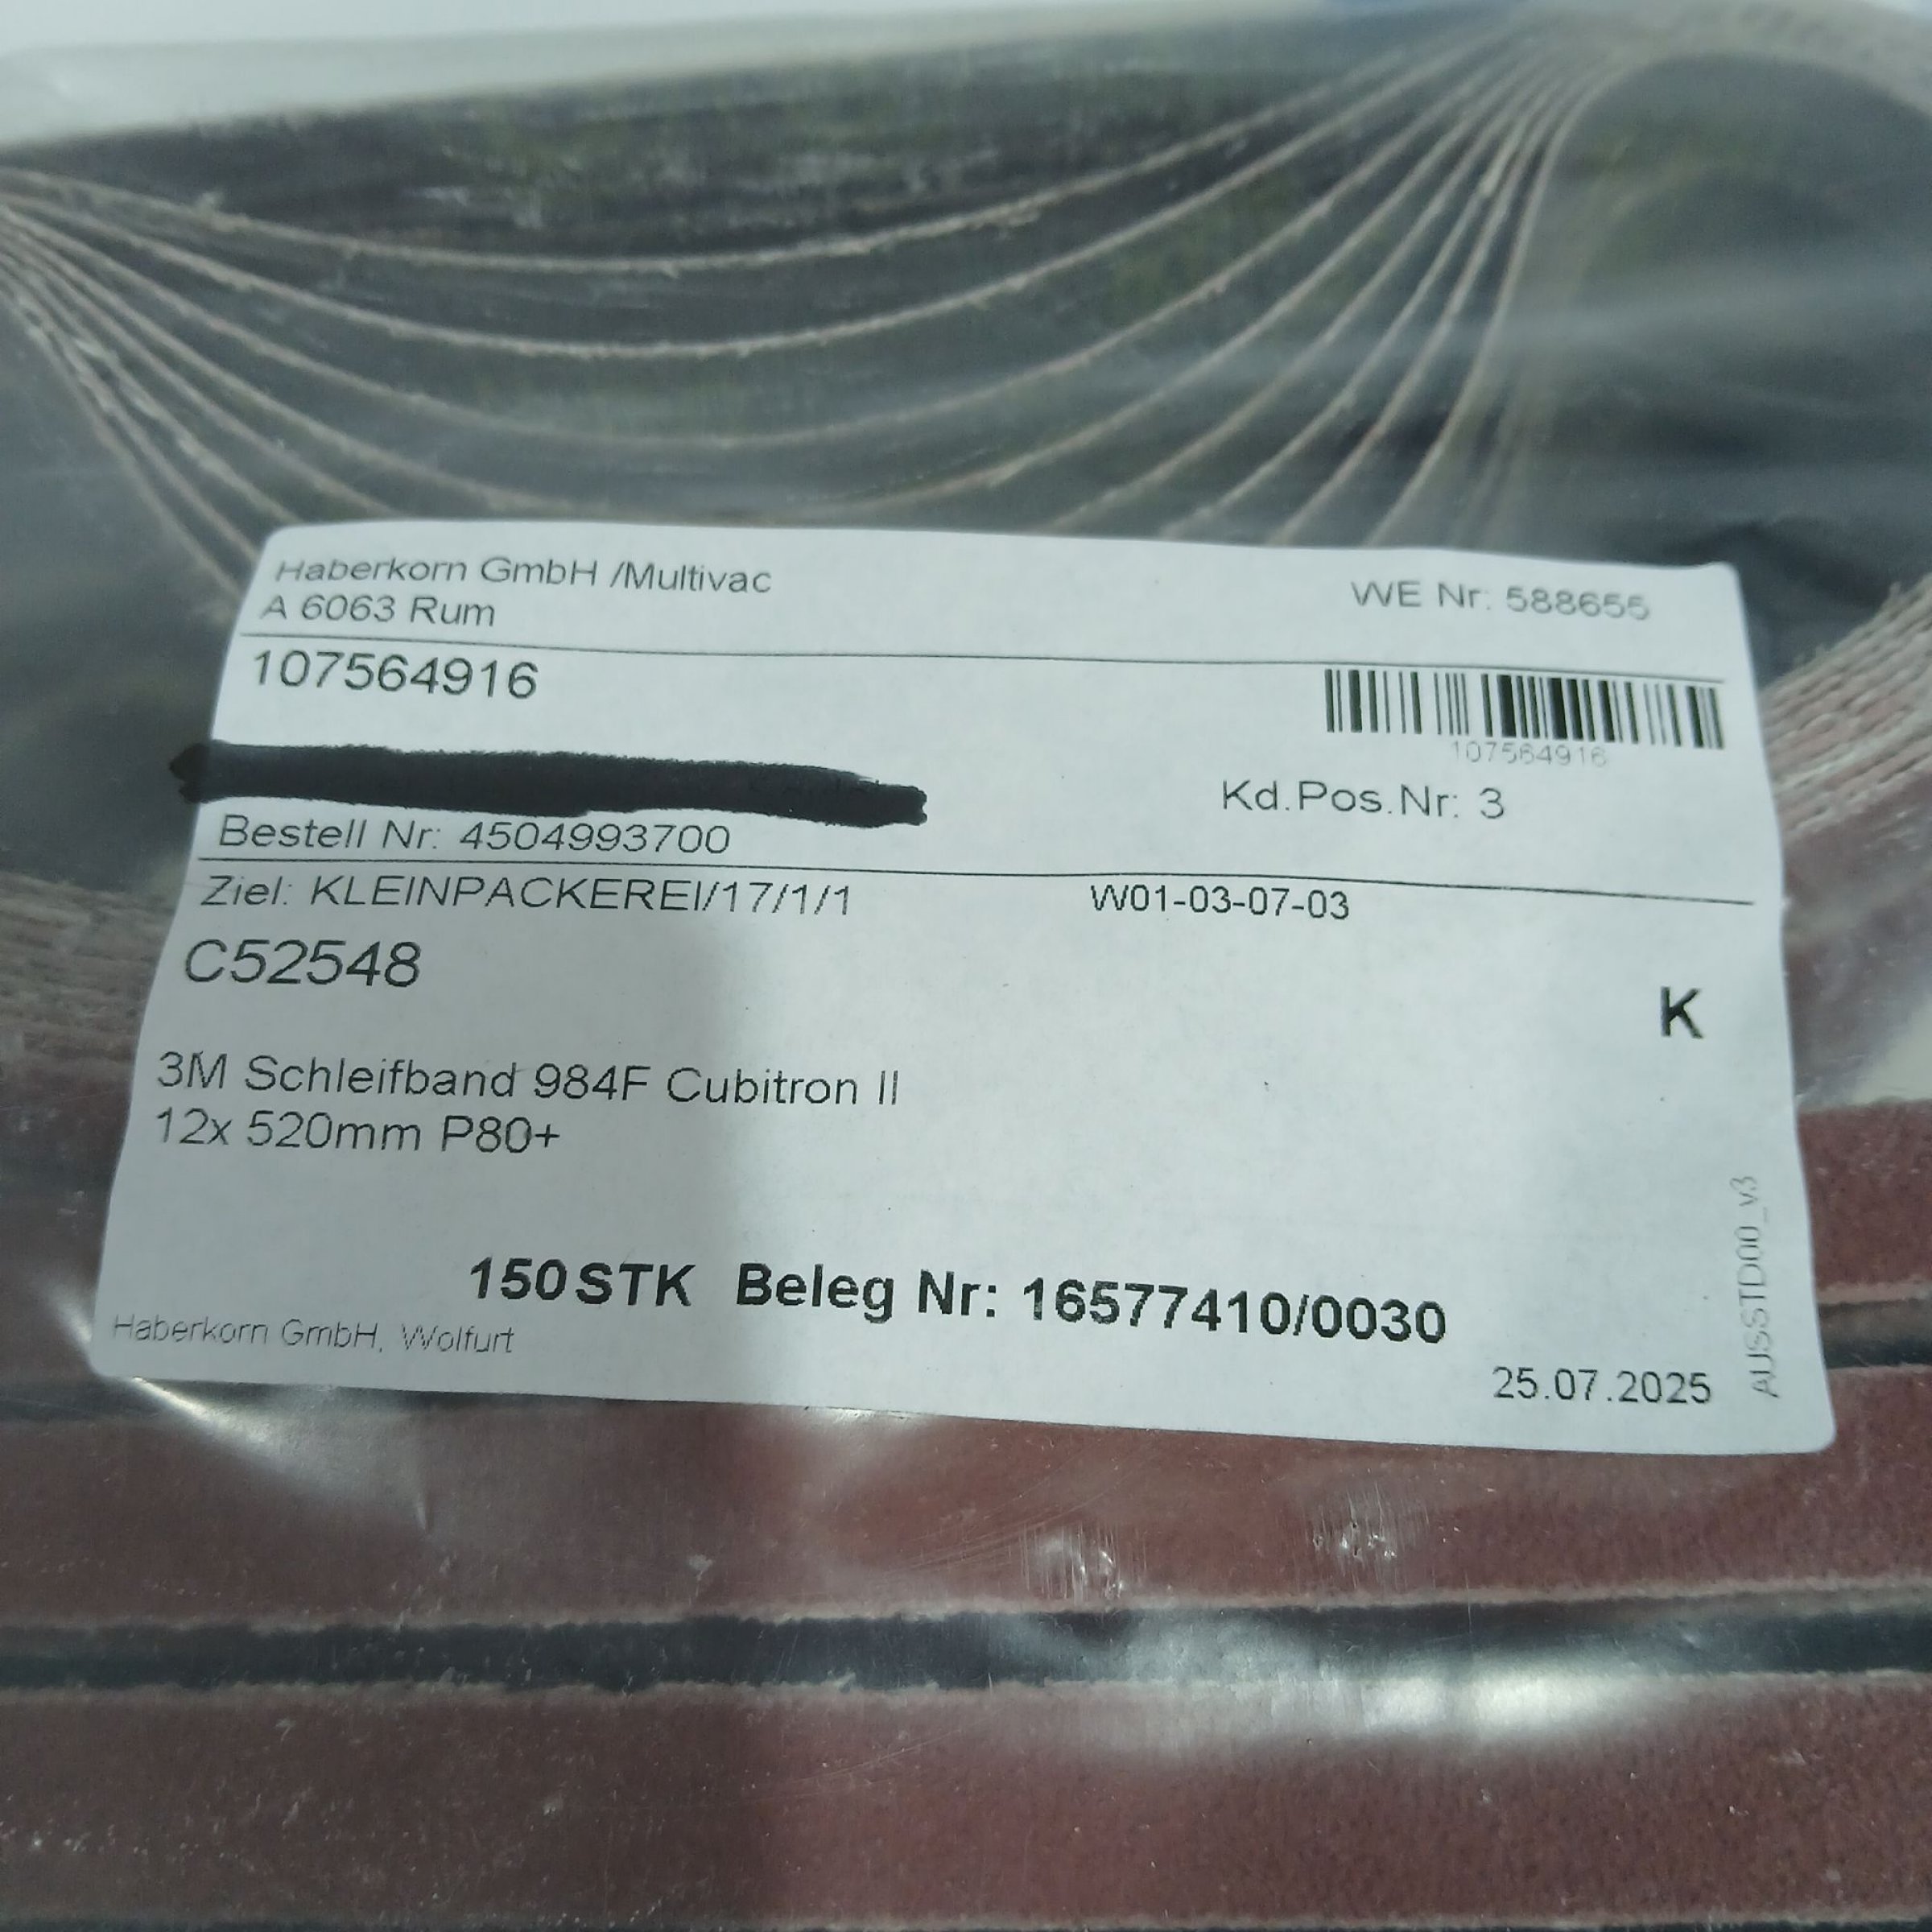 Haberkorn GmbH /Multivac
A 6063 Rum
WE Nr: 588655
107564916
107564916
Kd.Pos.Nr: 3
Bestell Nr: 4504993700
Ziel: KLEINPACKEREI/17/1/1
W01-03-07-03
C52548
K
3M Schleifband 984F Cubitron II
12x 520mm P80+
150STK Beleg Nr: 16577410/0030
Haberkorn GmbH, Wolfurt
25.07.2025
AUSSTD00_v3